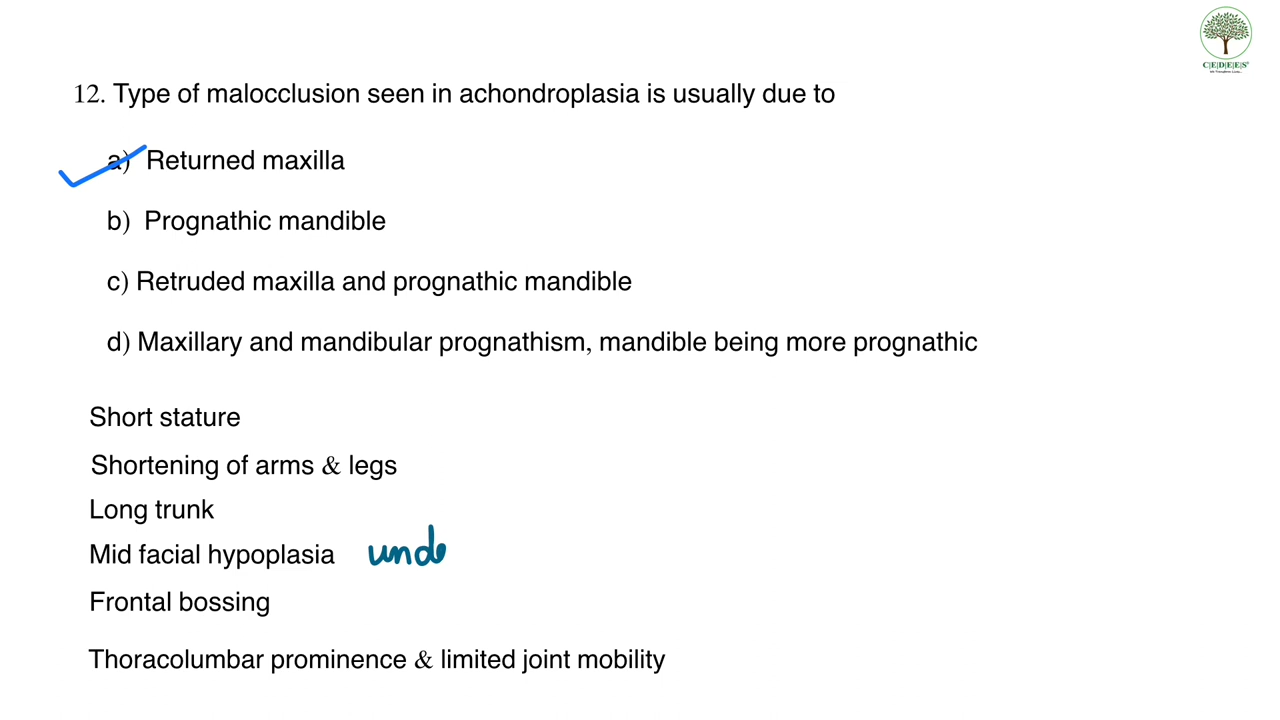 C|E|D|E|E|S
12. Type of malocclusion seen in achondroplasia is usually due to
a) Returned maxilla
b) Prognathic mandible
c) Retruded maxilla and prognathic mandible
d) Maxillary and mandibular prognathism, mandible being more prognathic
Short stature
Shortening of arms & legs
Long trunk
Mid facial hypoplasia unde
Frontal bossing
Thoracolumbar prominence & limited joint mobility